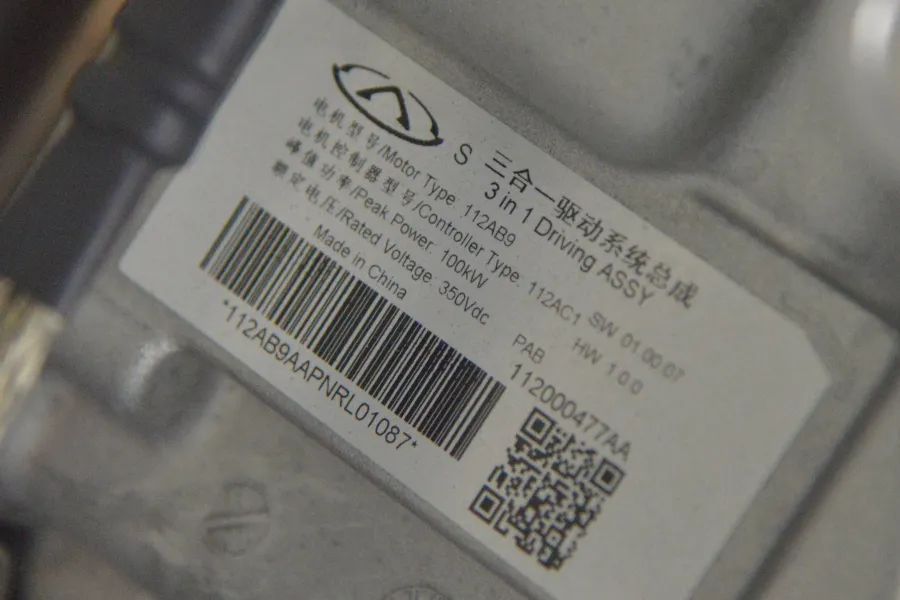 S 三合一驱动系统总成
3 in 1 Driving ASSY
电机型号/Motor Type 112AB9
电机控制器型号/Controller Type 112AC1 SW 01.00.07
峰值功率/Peak Power 100kW HW 1.0.0
额定电压/Rated Voltage 350Vdc
Made in China
PAB
112000477AA
*112AB9AAPNRL01087*